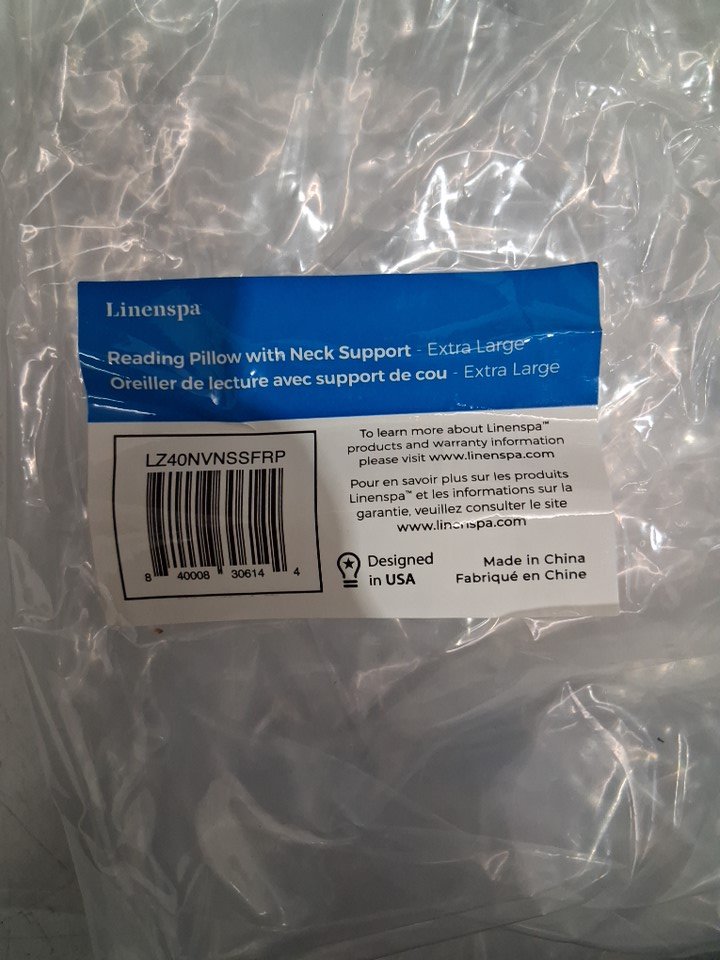 Linenspa
Reading Pillow with Neck Support - Extra Large
Oreiller de lecture avec support de cou - Extra Large
LZ40NVNSSFRP
8 40008 30614 4
To learn more about Linenspa™
products and warranty information
please visit www.linenspa.com
Pour en savoir plus sur les produits
Linenspa™ et les informations sur la
garantie, veuillez consulter le site
www.linenspa.com
Designed
in USA
Made in China
Fabriqué en Chine